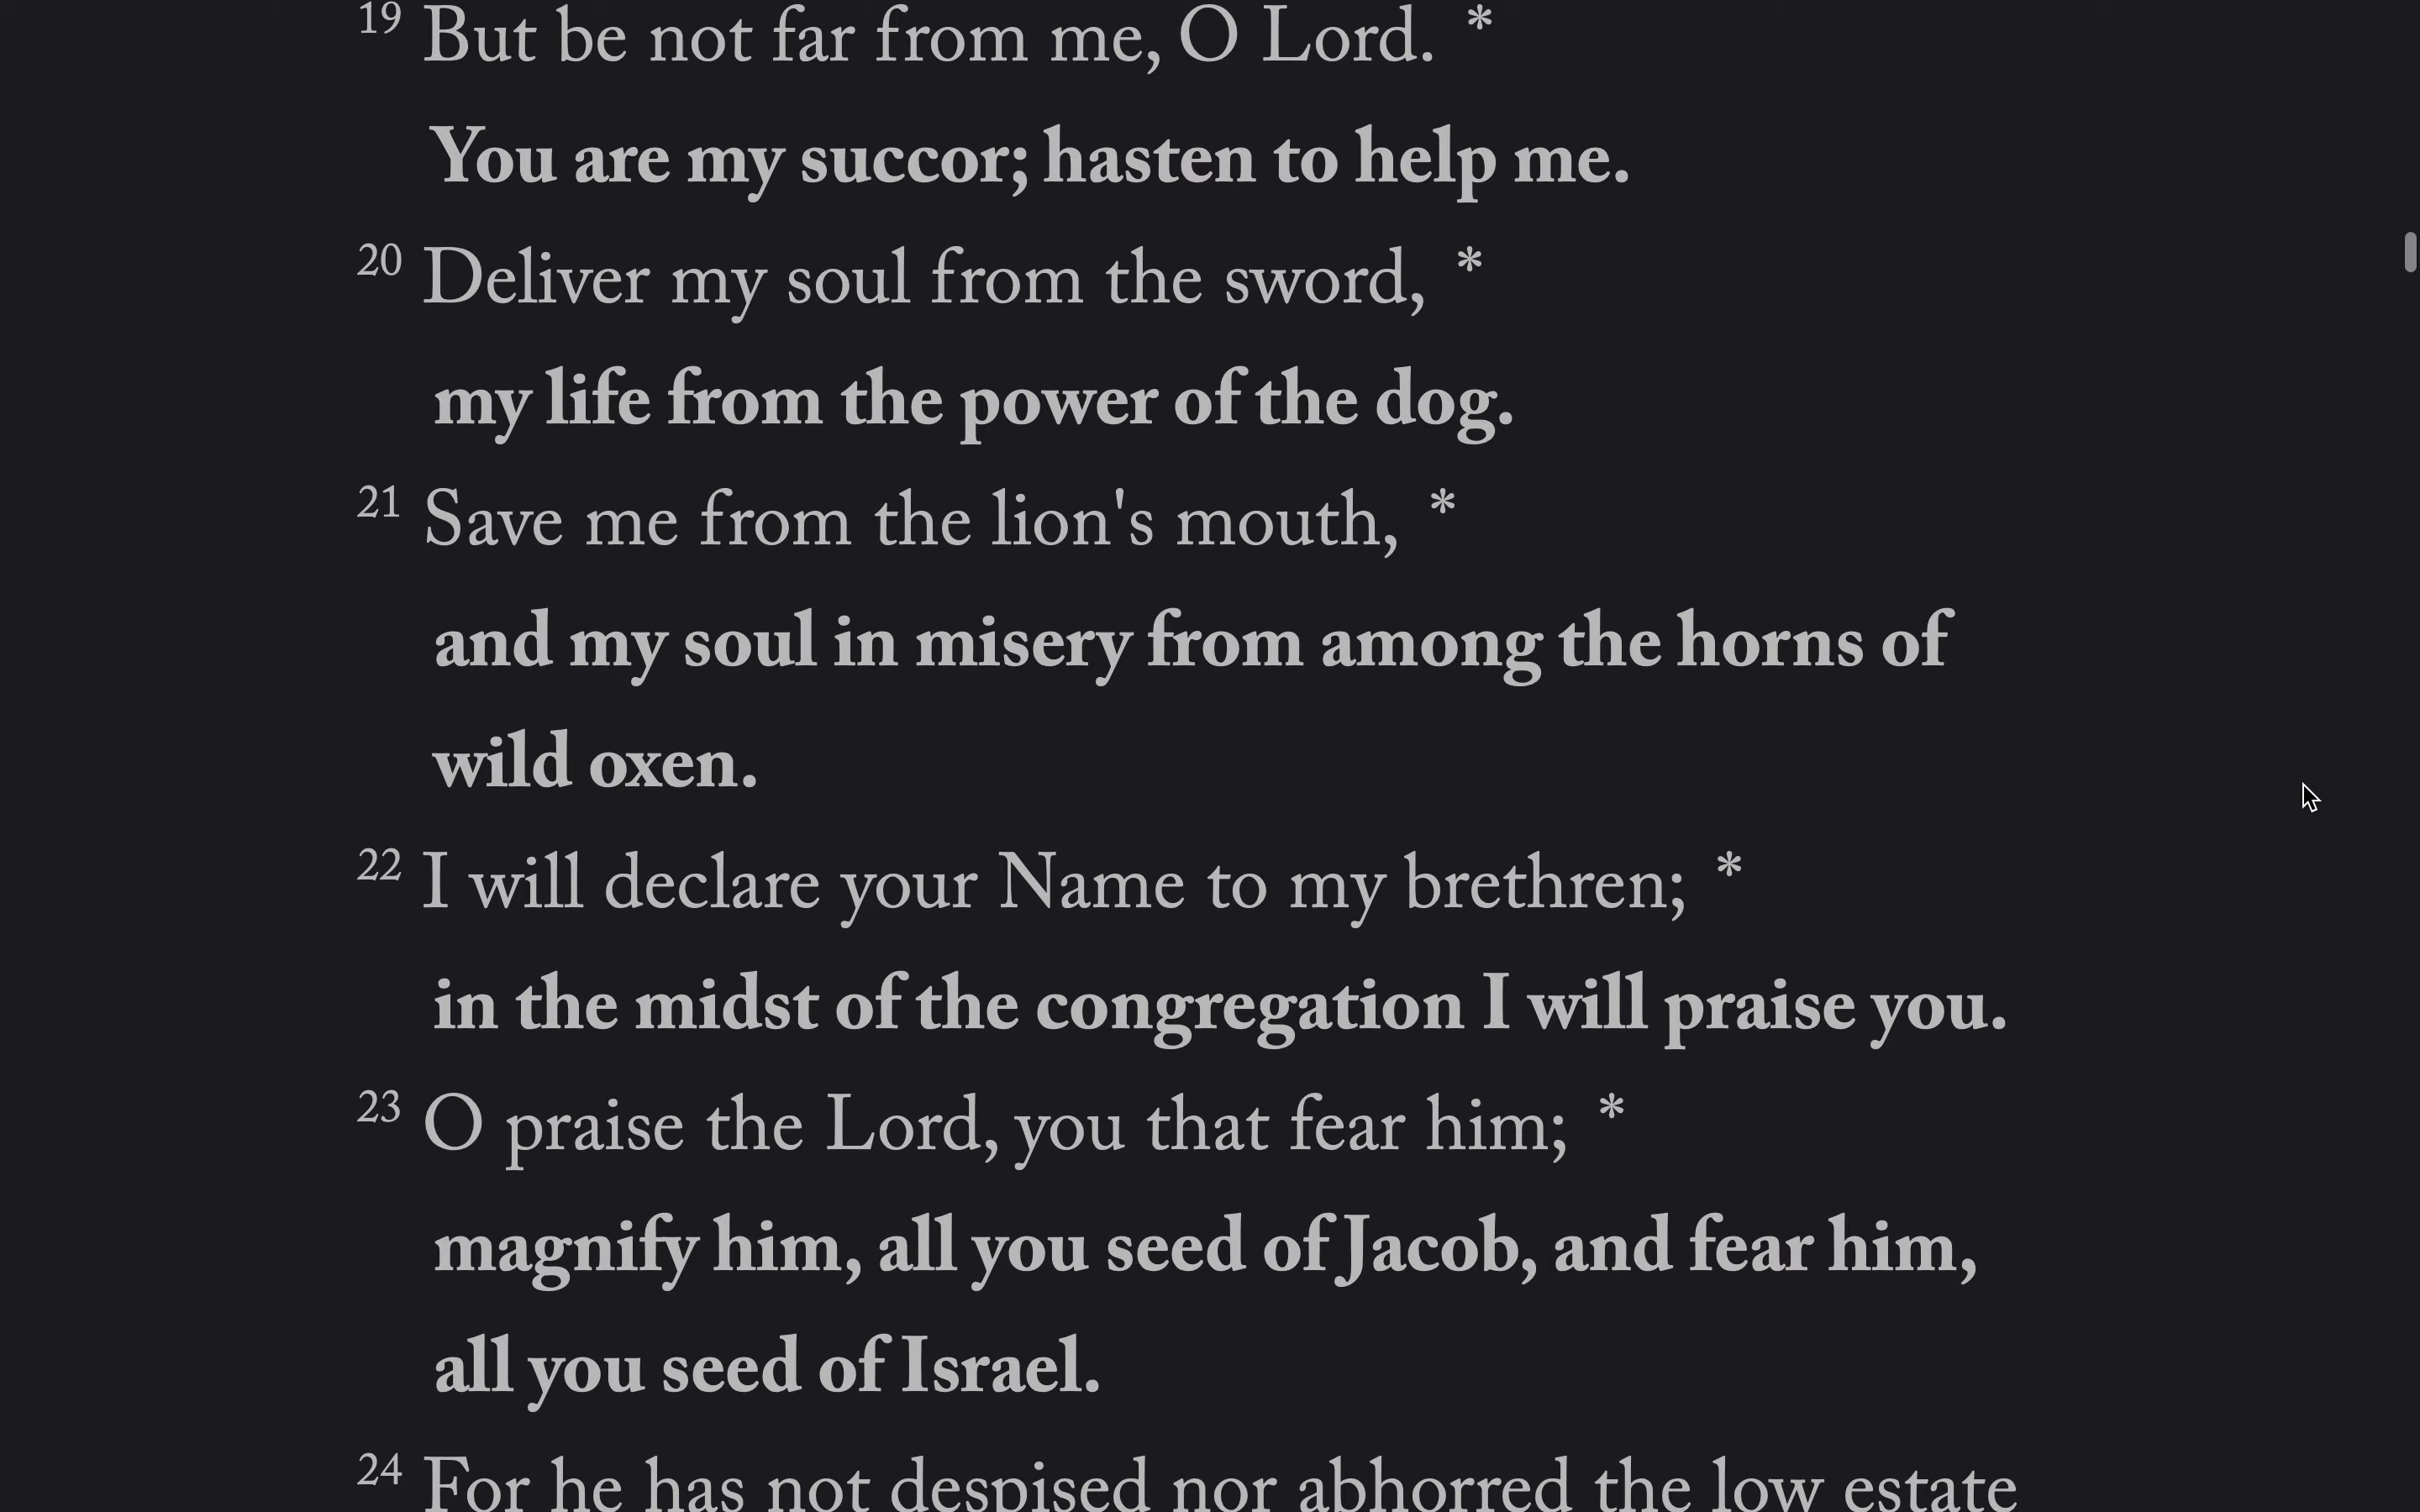 19 But be not far from me, O Lord. *
You are my succor; hasten to help me.
20 Deliver my soul from the sword, *
my life from the power of the dog.
21 Save me from the lion's mouth, *
and my soul in misery from among the horns of
wild oxen.
22 I will declare your Name to my brethren; *
in the midst of the congregation I will praise you.
23 O praise the Lord, you that fear him; *
magnify him, all you seed of Jacob, and fear him,
all you seed of Israel.
24 For he has not despised nor abhorred the low estate